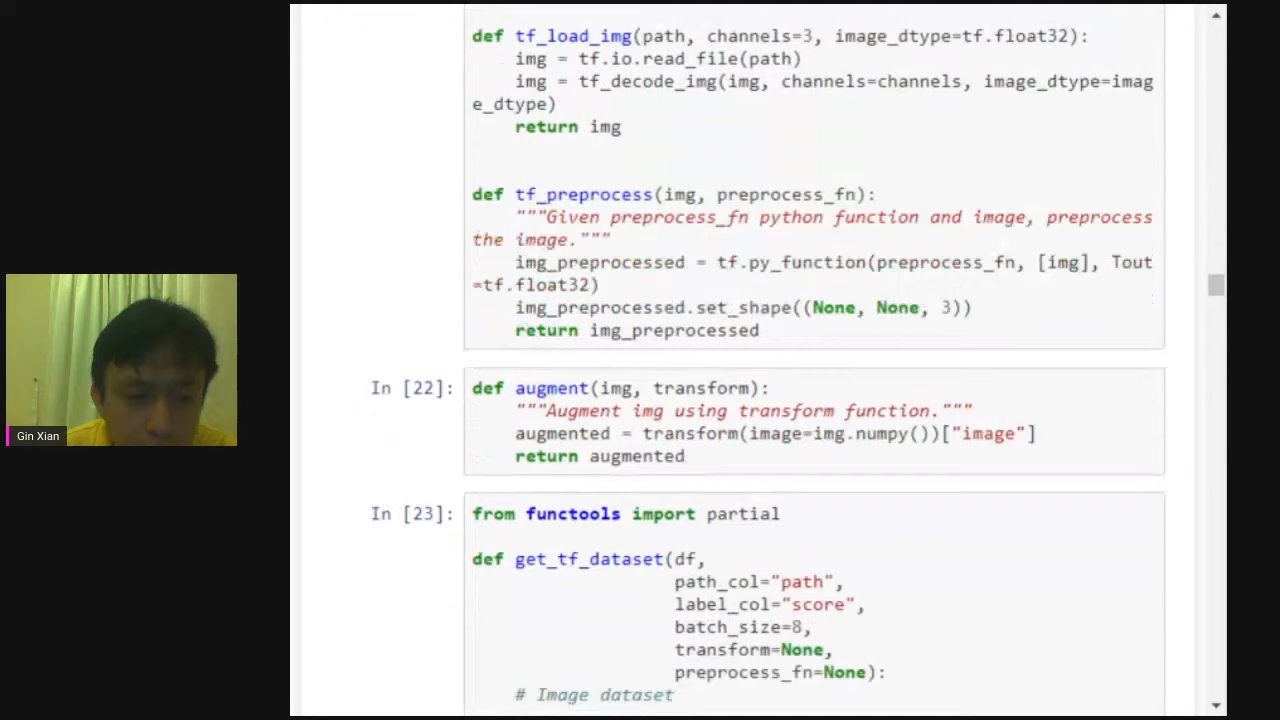 def tf_load_img(path, channels=3, image_dtype=tf.float32):
    img = tf.io.read_file(path)
    img = tf_decode_img(img, channels=channels, image_dtype=imag
e_dtype)
    return img
def tf_preprocess(img, preprocess_fn):
    """Given preprocess_fn python function and image, preprocess
the image."""
    img_preprocessed = tf.py_function(preprocess_fn, [img], Tout
=tf.float32)
    img_preprocessed.set_shape((None, None, 3))
    return img_preprocessed
In [22]: def augment(img, transform):
    """Augment img using transform function."""
    augmented = transform(image=img.numpy())["image"]
    return augmented
Gin Xian
In [23]: from functools import partial
def get_tf_dataset(df,
                   path_col="path",
                   label_col="score",
                   batch_size=8,
                   transform=None,
                   preprocess_fn=None):
    # Image dataset